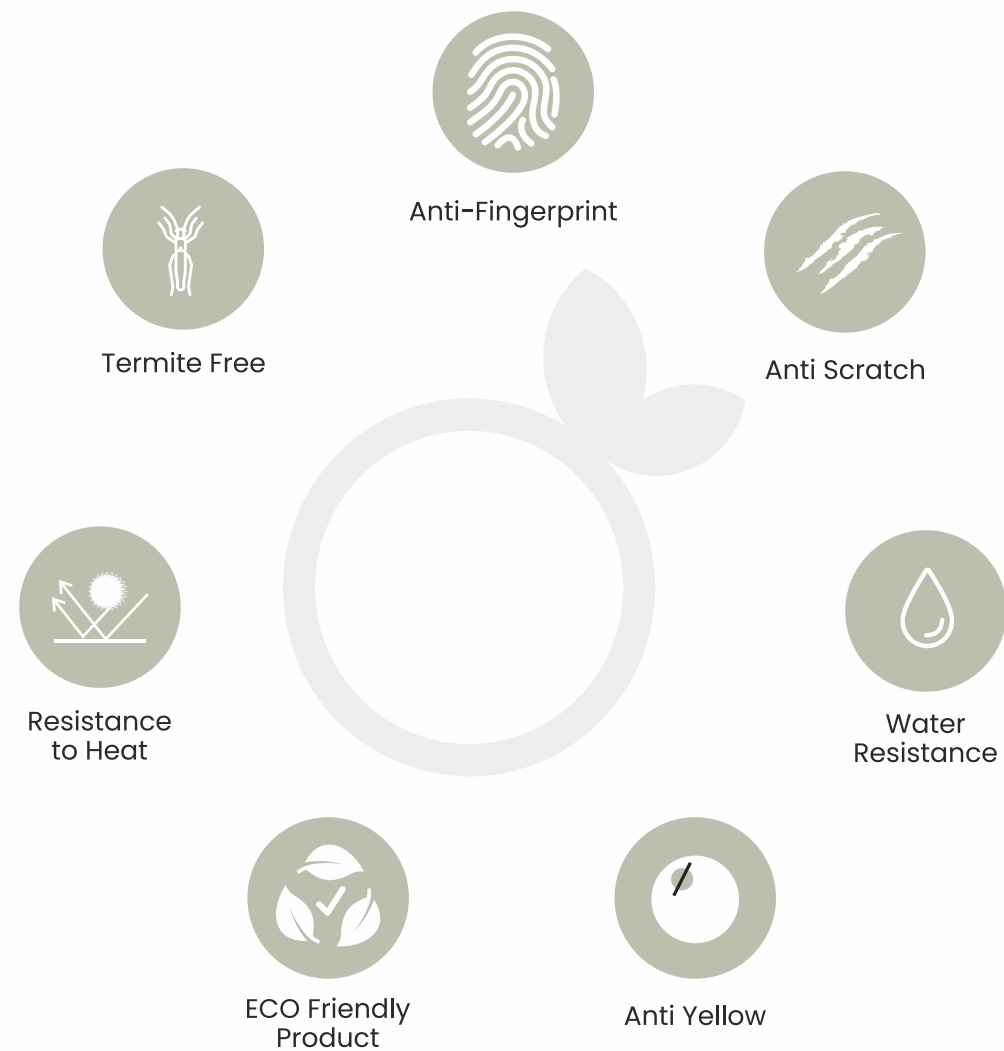 Anti-Fingerprint
Termite Free
Anti Scratch
Resistance
to Heat
Water
Resistance
ECO Friendly
Product
Anti Yellow